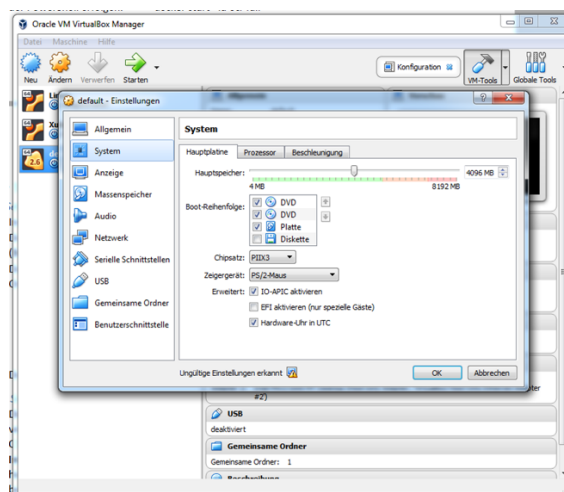 Oracle VM VirtualBox Manager
Datei Maschine Hilfe
Neu Ändern Verwerfen Starten
Konfiguration
VM-Tools Globale Tools
default - Einstellungen
Allgemein
System
Anzeige
Massenspeicher
Audio
Netzwerk
Serielle Schnittstellen
USB
Gemeinsame Ordner
Benutzerschnittstelle
System
Hauptplatine Prozessor Beschleunigung
Hauptspeicher: 4096 MB
4 MB 8192 MB
Boot-Reihenfolge: DVD
DVD
Platte
Diskette
Chipsatz: PIIX3
Zeigergerät: PS/2-Maus
Erweitert: IO-APIC aktivieren
EFI aktivieren (nur spezielle Gäste)
Hardware-Uhr in UTC
Ungültige Einstellungen erkannt OK Abbrechen
#2)
USB
deaktiviert
Gemeinsame Ordner
Gemeinsame Ordner: 1